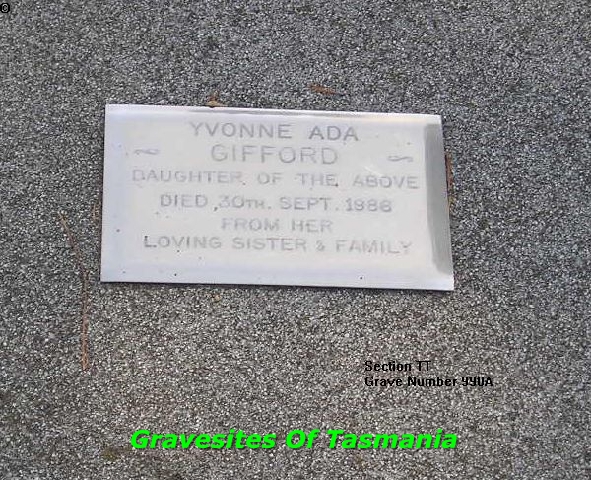 YVONNE ADA
GIFFORD
DAUGHTER OF THE ABOVE
DIED 30TH. SEPT. 1986
FROM HER
LOVING SISTER & FAMILY
Section TT
Grave Number 990A
Gravesites Of Tasmania